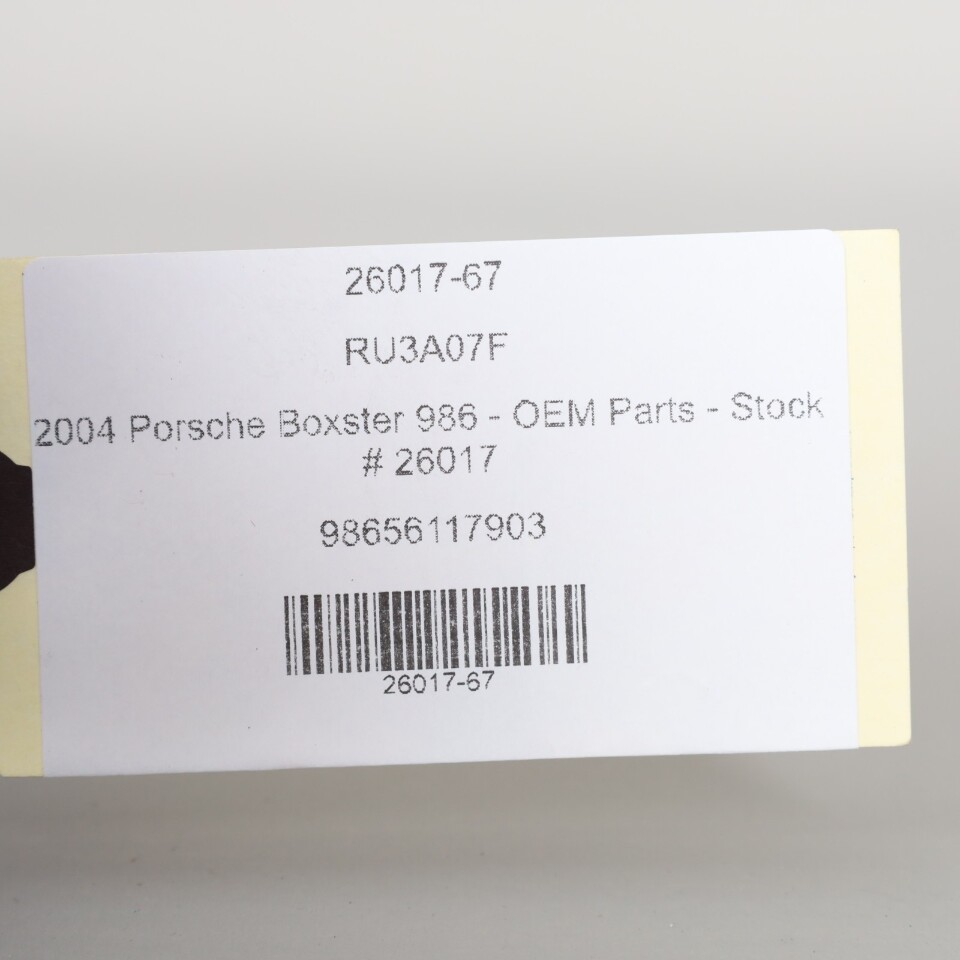 26017-67
RU3A07F
2004 Porsche Boxster 986 - OEM Parts - Stock
# 26017
98656117903
26017-67